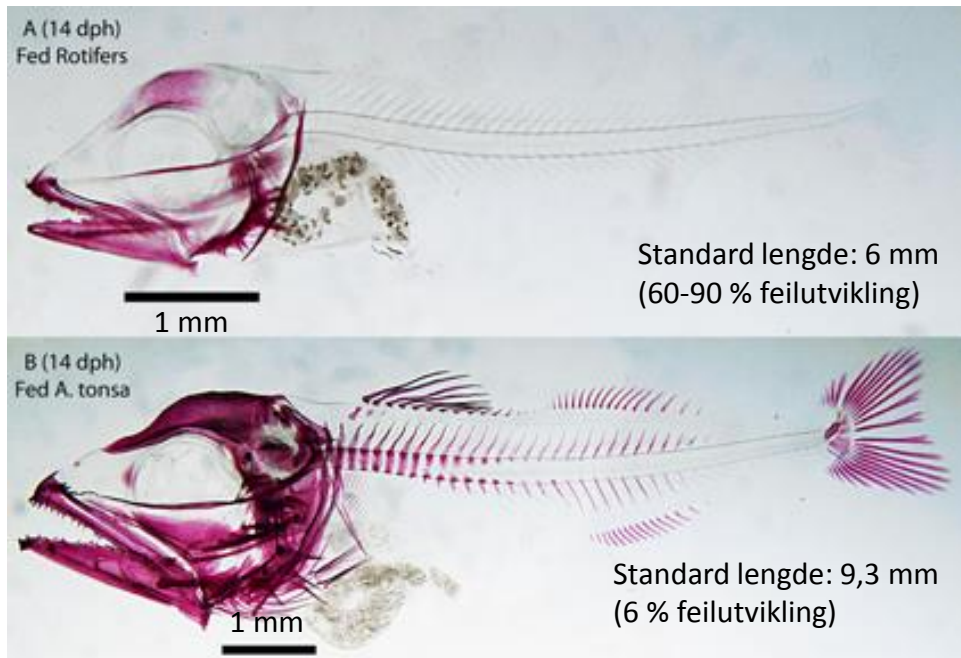 A (14 dph)
Fed Rotifers
Standard lengde: 6 mm
(60-90 % feilutvikling)
1 mm
B (14 dph)
Fed A. tonsa
Standard lengde: 9,3 mm
(6 % feilutvikling)
1 mm